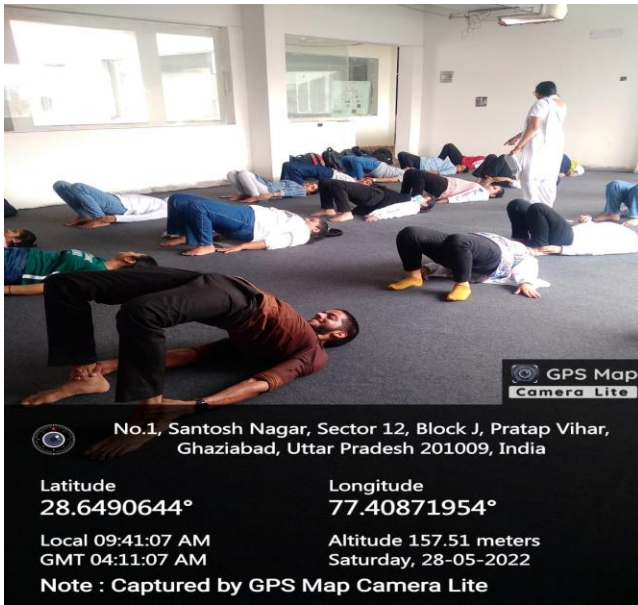 GPS Map
Camera Lite
No.1, Santosh Nagar, Sector 12, Block J, Pratap Vihar,
Ghaziabad, Uttar Pradesh 201009, India
Latitude
28.6490644°
Longitude
77.40871954°
Local 09:41:07 AM
GMT 04:11:07 AM
Altitude 157.51 meters
Saturday, 28-05-2022
Note : Captured by GPS Map Camera Lite